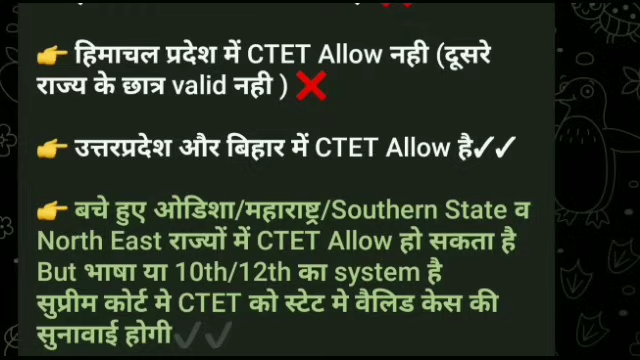 👉 हिमाचल प्रदेश में CTET Allow नही (दूसरे
राज्य के छात्र valid नही ) ❌
👉 उत्तरप्रदेश और बिहार में CTET Allow है✓✓
👉 बचे हुए ओडिशा/महाराष्ट्र/Southern State व
North East राज्यों में CTET Allow हो सकता है
But भाषा या 10th/12th का system है
सुप्रीम कोर्ट मे CTET को स्टेट मे वैलिड केस की
सुनावाई होगी✓✓